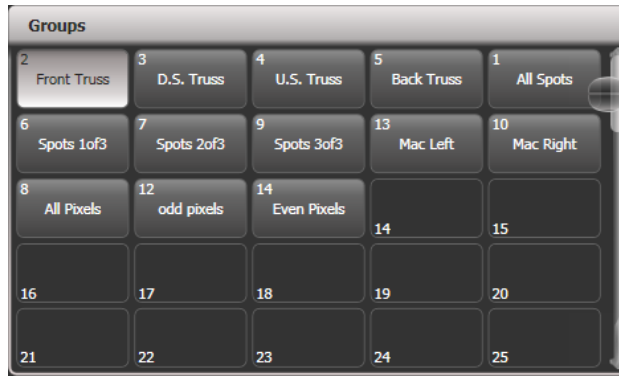 Groups
2 Front Truss
3 D.S. Truss
4 U.S. Truss
5 Back Truss
1 All Spots
6 Spots 1of3
7 Spots 2of3
9 Spots 3of3
13 Mac Left
10 Mac Right
8 All Pixels
12 odd pixels
14 Even Pixels
14
15
16
17
18
19
20
21
22
23
24
25